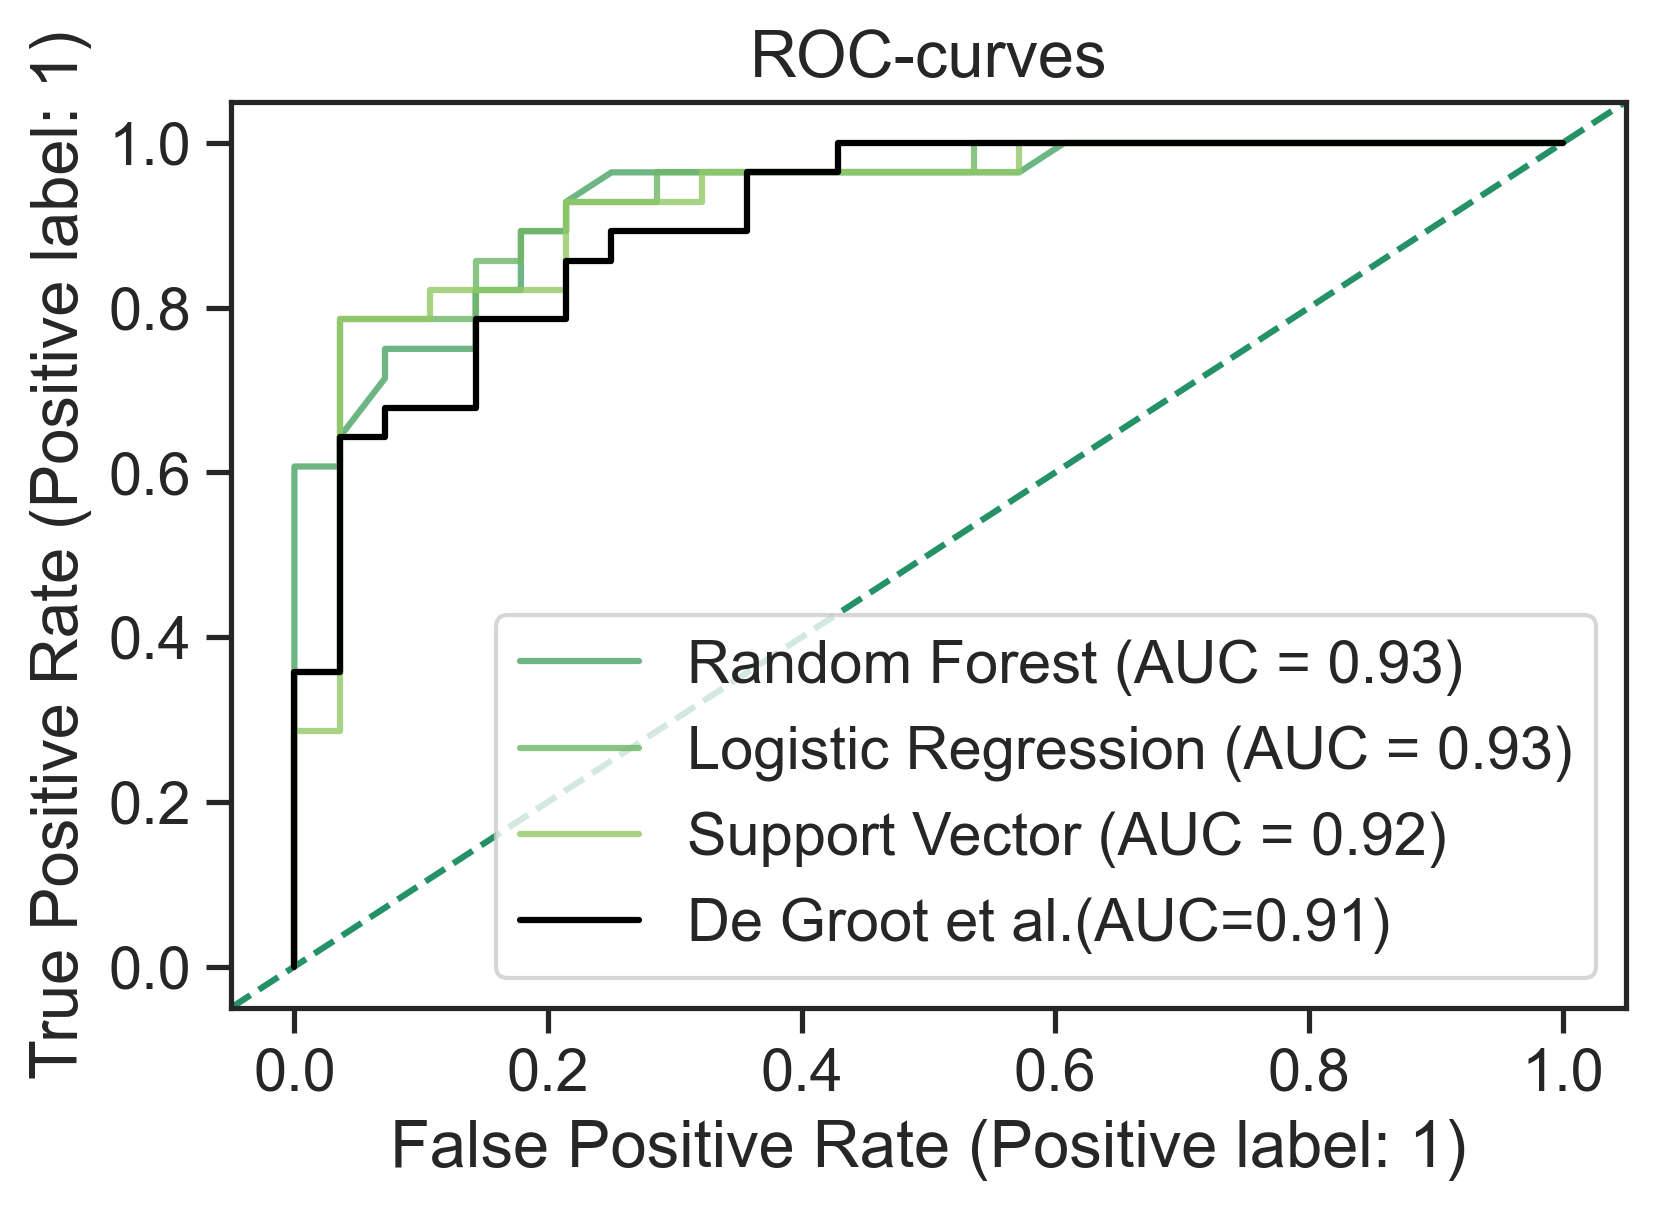 ROC-curves
True Positive Rate (Positive label: 1)
1.0
0.8
0.6
0.4
0.2
0.0
Random Forest (AUC = 0.93)
Logistic Regression (AUC = 0.93)
Support Vector (AUC = 0.92)
De Groot et al.(AUC=0.91)
0.0 0.2 0.4 0.6 0.8 1.0
False Positive Rate (Positive label: 1)